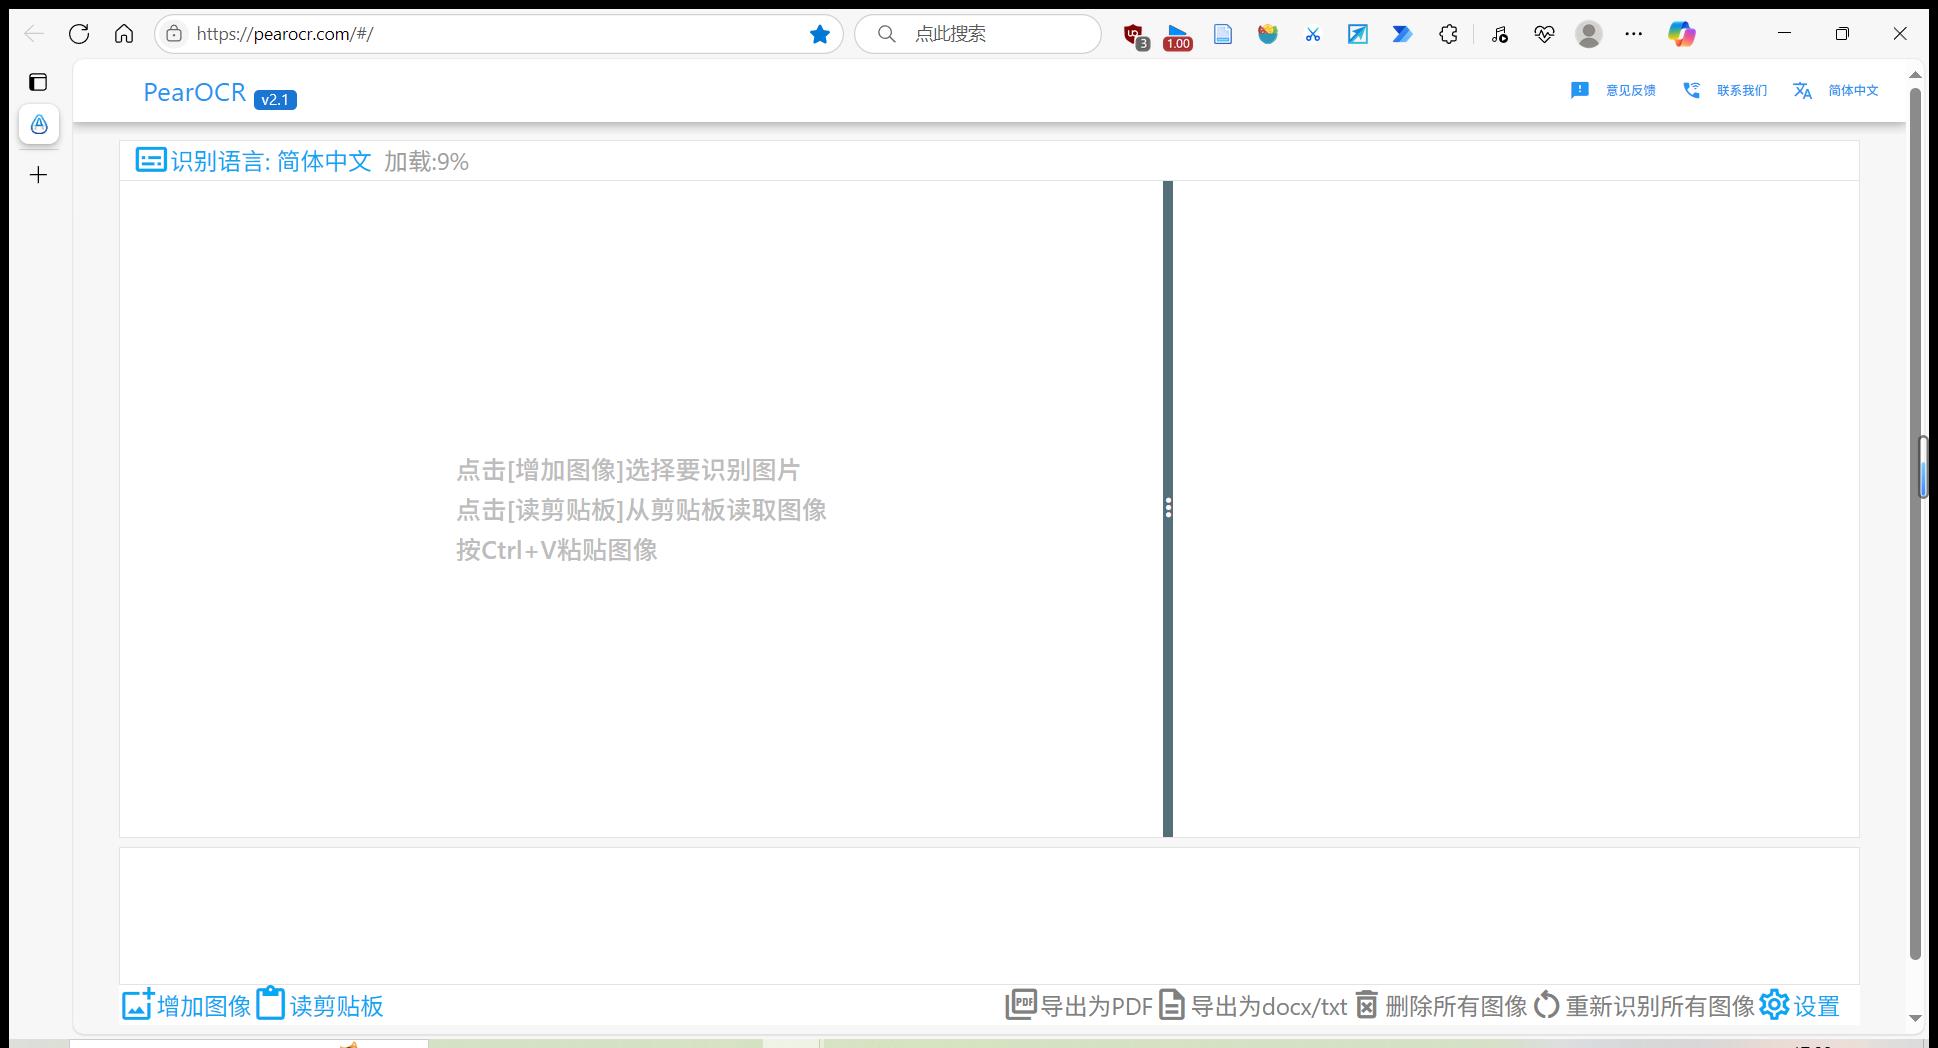 https://pearocr.com/#/
点此搜索
3
1.00
PearOCR v2.1
意见反馈 联系我们 简体中文
识别语言: 简体中文 加载:9%
点击[增加图像]选择要识别图片
点击[读剪贴板]从剪贴板读取图像
按Ctrl+V粘贴图像
增加图像 读剪贴板 PDF 导出为PDF 导出为docx/txt 删除所有图像 重新识别所有图像 设置